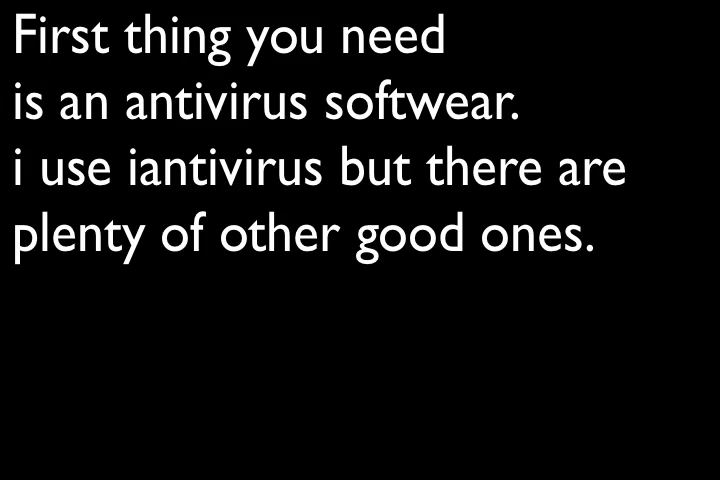 First thing you need
is an antivirus softwear.
i use iantivirus but there are
plenty of other good ones.